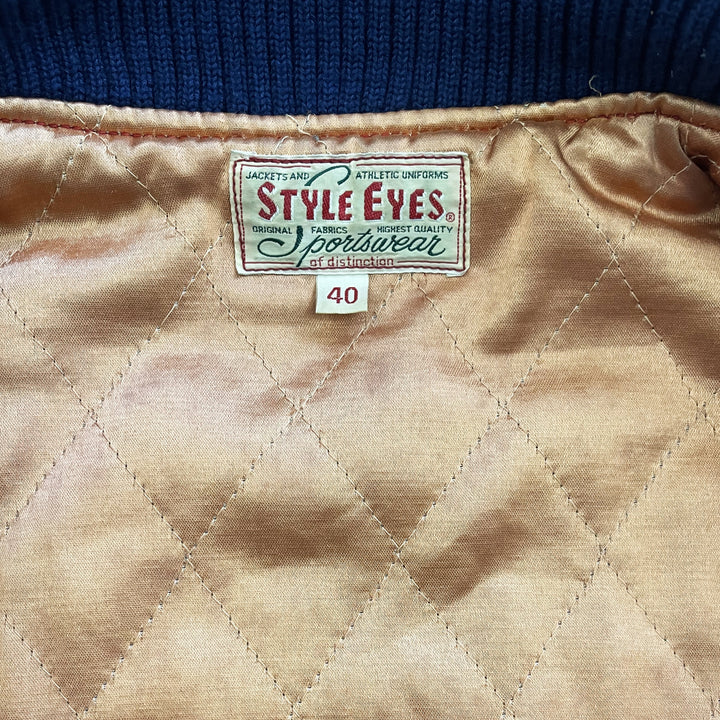 JACKETS AND ATHLETIC UNIFORMS
STYLE EYES®
ORIGINAL FABRICS HIGHEST QUALITY
Sportswear
of distinction
40